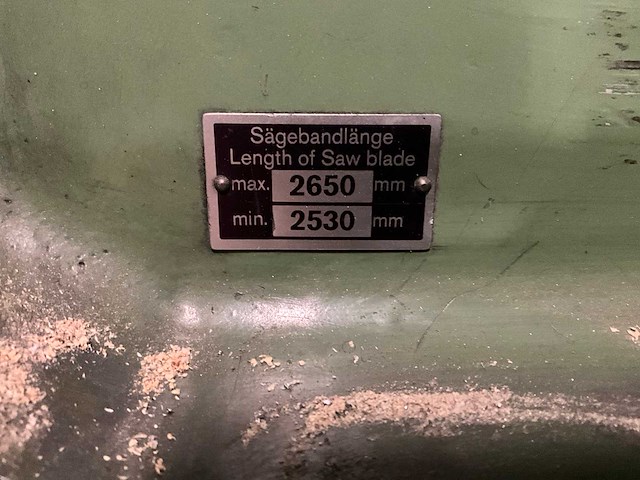 Sägebandlänge
Length of Saw blade
max. 2650 mm
min. 2530 mm